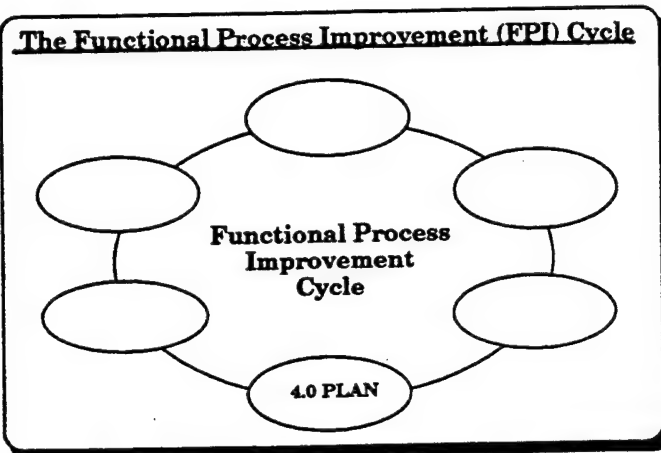 The Functional Process Improvement (FPI) Cycle
Functional Process
Improvement
Cycle
4.0 PLAN